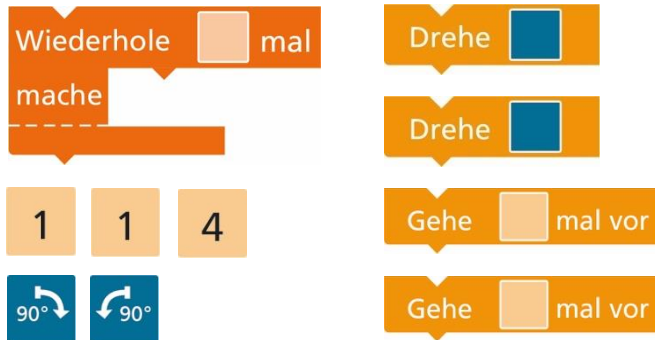 Wiederhole mal
mache
Drehe
Drehe
1 1 4
Gehe mal vor
90° 90°
Gehe mal vor